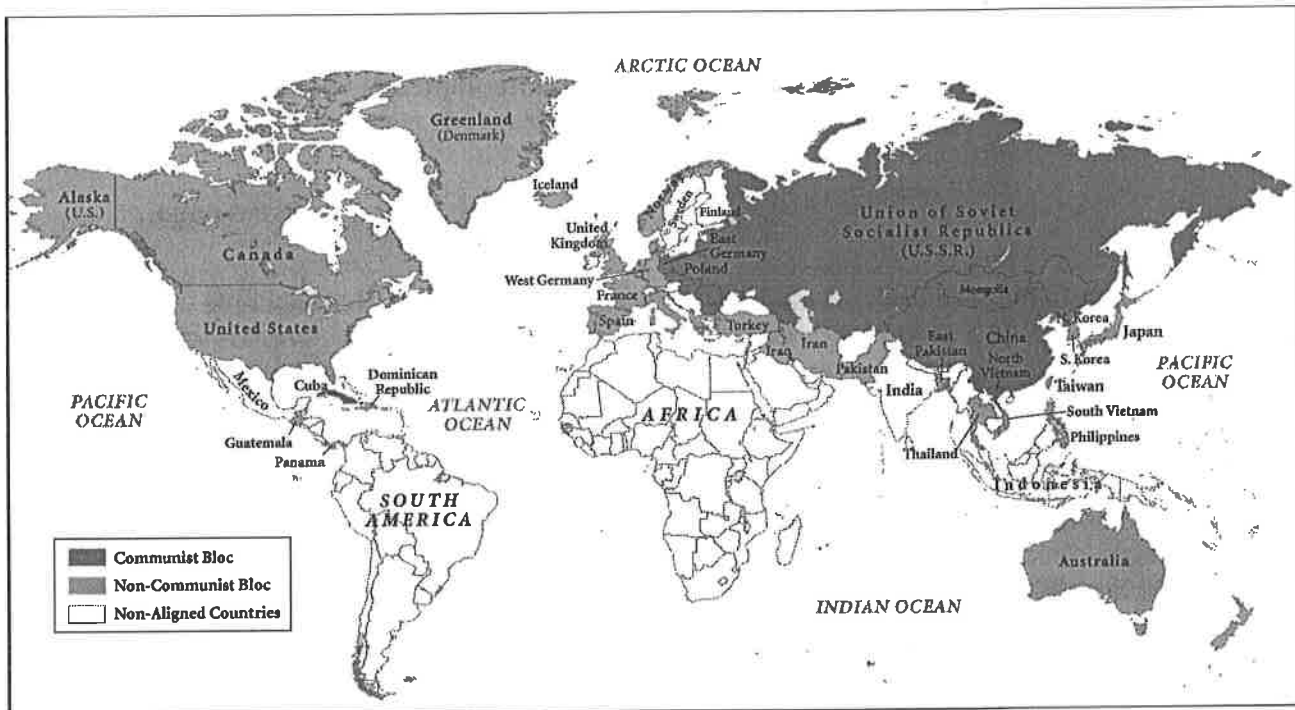 ARCTIC OCEAN
Greenland
(Denmark)
Alaska
(U.S.)
Iceland
Norway
Sweden
Finland
Union of Soviet
Socialist Republica
(U.S.S.R.)
United
Kingdom
East
Germany
Canada
West Germany
Poland
Mongolia
France
United States
Spain
Turkey
N. Korea
China
Japan
Iraq
Iran
East
Pakistan
North
Vietnam
S. Korea
Pakistan
PACIFIC
OCEAN
Mexico
Cuba
Dominican
Republic
India
Taiwan
PACIFIC
OCEAN
ATLANTIC
OCEAN
AFRICA
South Vietnam
Guatemala
Philippines
Panama
Thailand
Indonesia
SOUTH
AMERICA
Communist Bloc
Non-Communist Bloc
Non-Aligned Countries
Australia
INDIAN OCEAN